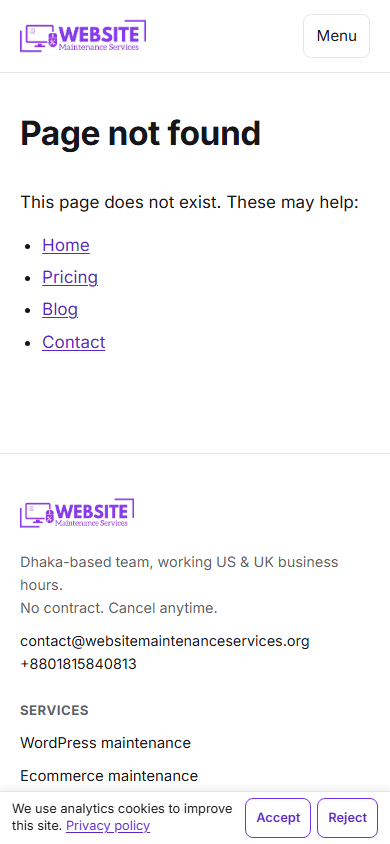 WEBSITE
Maintenance Services
Menu
Page not found
This page does not exist. These may help:
Home
Pricing
Blog
Contact
WEBSITE
Maintenance Services
Dhaka-based team, working US & UK business
hours.
No contract. Cancel anytime.
contact@websitemaintenanceservices.org
+8801815840813
SERVICES
WordPress maintenance
Ecommerce maintenance
We use analytics cookies to improve
this site. Privacy policy
Accept
Reject